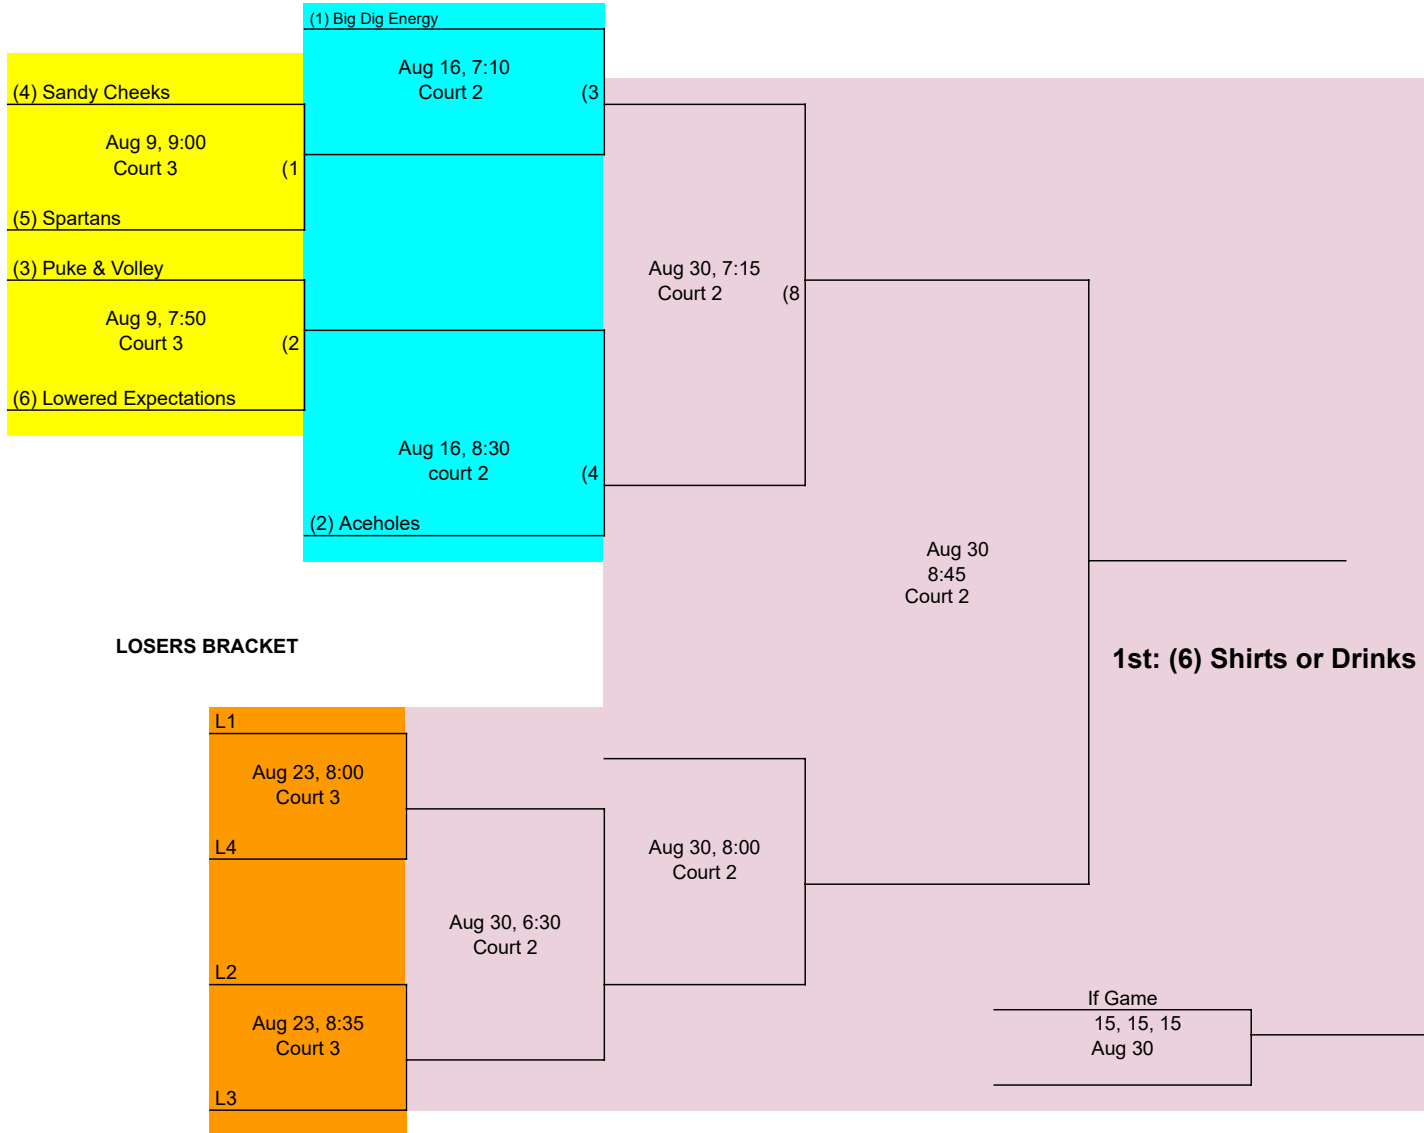 (1) Big Dig Energy
Aug 16, 7:10
Court 2
(3
(4) Sandy Cheeks
Aug 9, 9:00
Court 3
(1
(5) Spartans
(3) Puke & Volley
Aug 9, 7:50
Court 3
(2
(6) Lowered Expectations
Aug 30, 7:15
Court 2
(8
Aug 16, 8:30
court 2
(4
(2) Aceholes
Aug 30
8:45
Court 2
LOSERS BRACKET
1st: (6) Shirts or Drinks
L1
Aug 23, 8:00
Court 3
L4
Aug 30, 8:00
Court 2
Aug 30, 6:30
Court 2
L2
Aug 23, 8:35
Court 3
L3
If Game
15, 15, 15
Aug 30